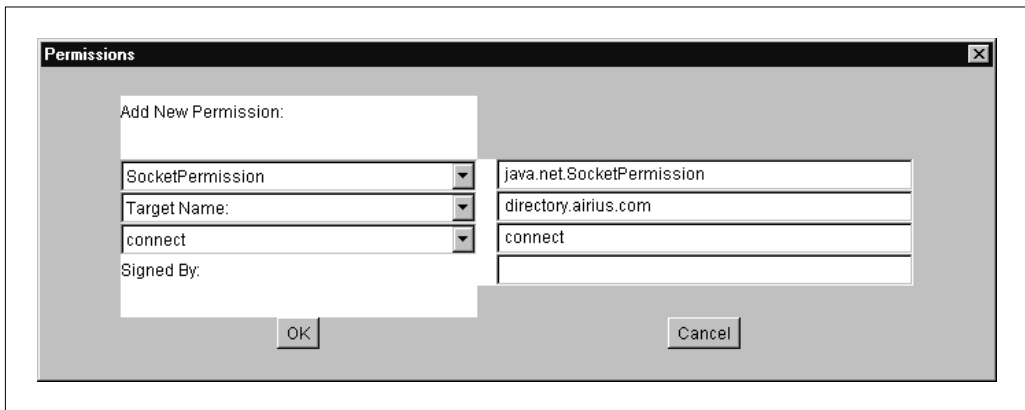 Permissions
Add New Permission:
SocketPermission
java.net.SocketPermission
Target Name:
directory.airius.com
connect
connect
Signed By:
OK
Cancel